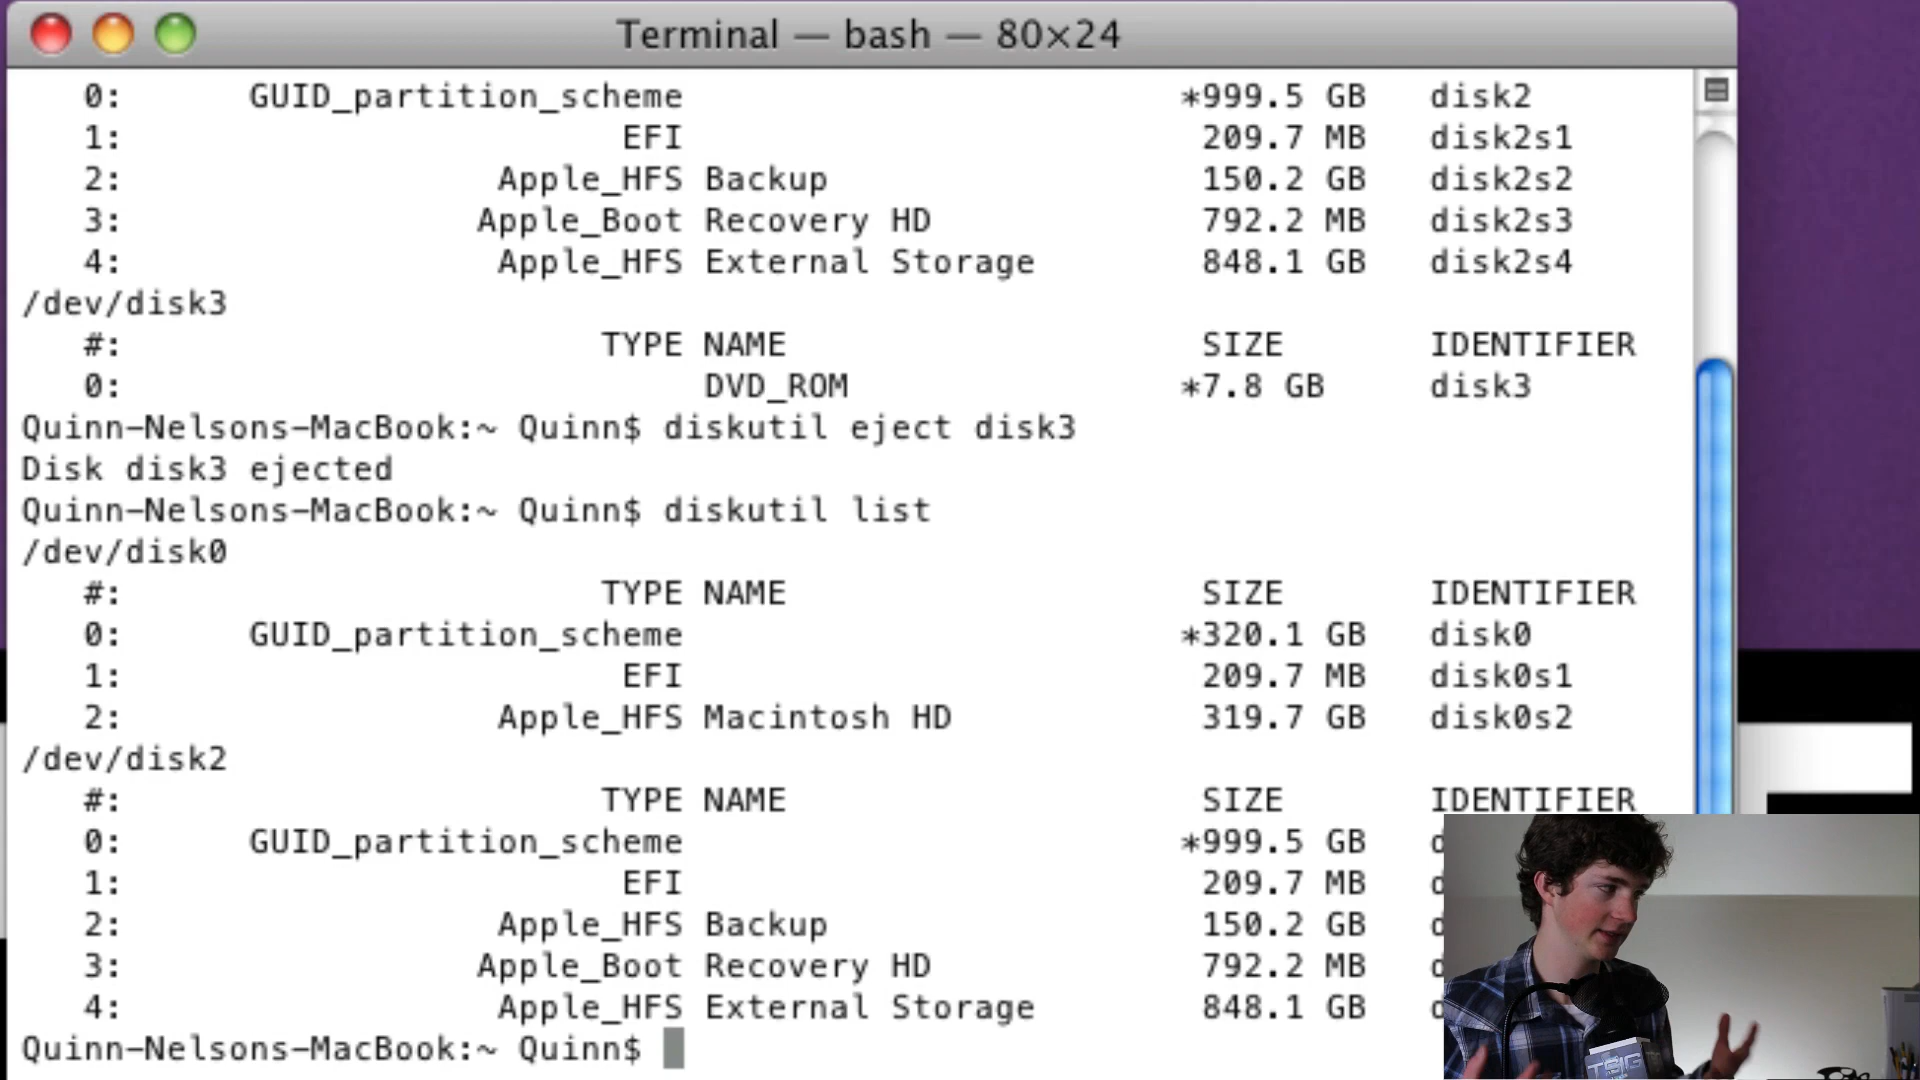 Terminal — bash — 80×24
0: GUID_partition_scheme *999.5 GB disk2
1: EFI 209.7 MB disk2s1
2: Apple_HFS Backup 150.2 GB disk2s2
3: Apple_Boot Recovery HD 792.2 MB disk2s3
4: Apple_HFS External Storage 848.1 GB disk2s4
/dev/disk3
#: TYPE NAME SIZE IDENTIFIER
0: DVD_ROM *7.8 GB disk3
Quinn-Nelsons-MacBook:~ Quinn$ diskutil eject disk3
Disk disk3 ejected
Quinn-Nelsons-MacBook:~ Quinn$ diskutil list
/dev/disk0
#: TYPE NAME SIZE IDENTIFIER
0: GUID_partition_scheme *320.1 GB disk0
1: EFI 209.7 MB disk0s1
2: Apple_HFS Macintosh HD 319.7 GB disk0s2
/dev/disk2
#: TYPE NAME SIZE IDENTIFIER
0: GUID_partition_scheme *999.5 GB
1: EFI 209.7 MB
2: Apple_HFS Backup 150.2 GB
3: Apple_Boot Recovery HD 792.2 MB
4: Apple_HFS External Storage 848.1 GB
Quinn-Nelsons-MacBook:~ Quinn$